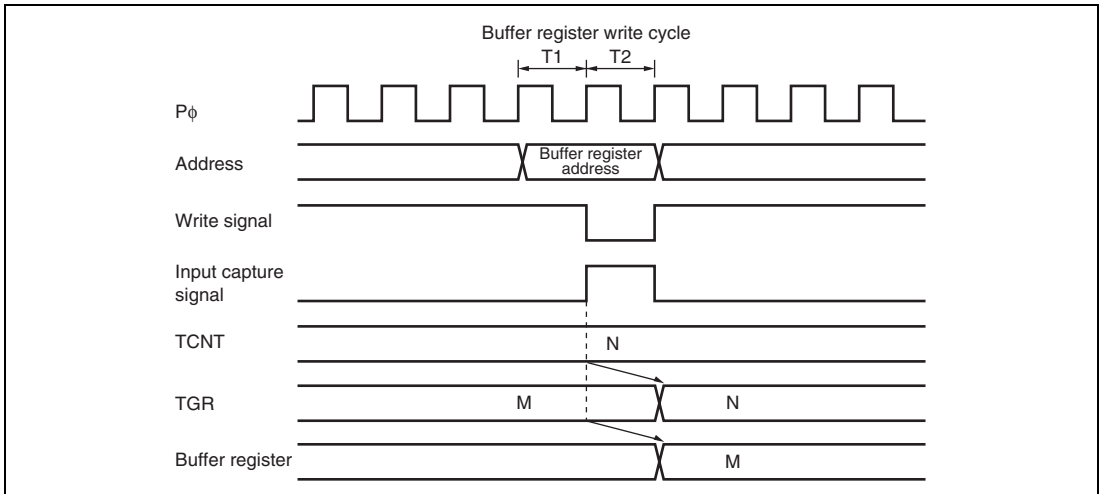 Buffer register write cycle
T1 T2
Pϕ
Address
Buffer register
address
Write signal
Input capture
signal
TCNT
N
TGR
M
N
Buffer register
M